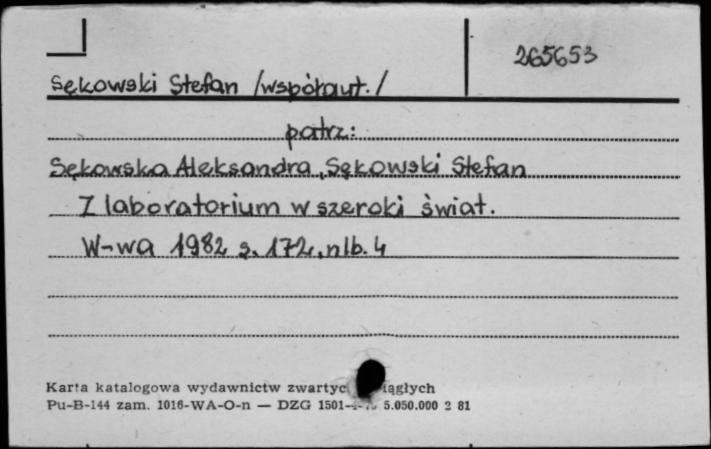 265653
Sękowski Stefan /współaut./
patrz:
Sękowska Aleksandra, Sękowski Stefan
Z laboratorium w szeroki świat.
W-wa 1982 s. 172, nlb. 4
Karta katalogowa wydawnictw zwartyc iągłych
Pu-B-144 zam. 1016-WA-O-n — DZG 1501- 5.050.000 2 81